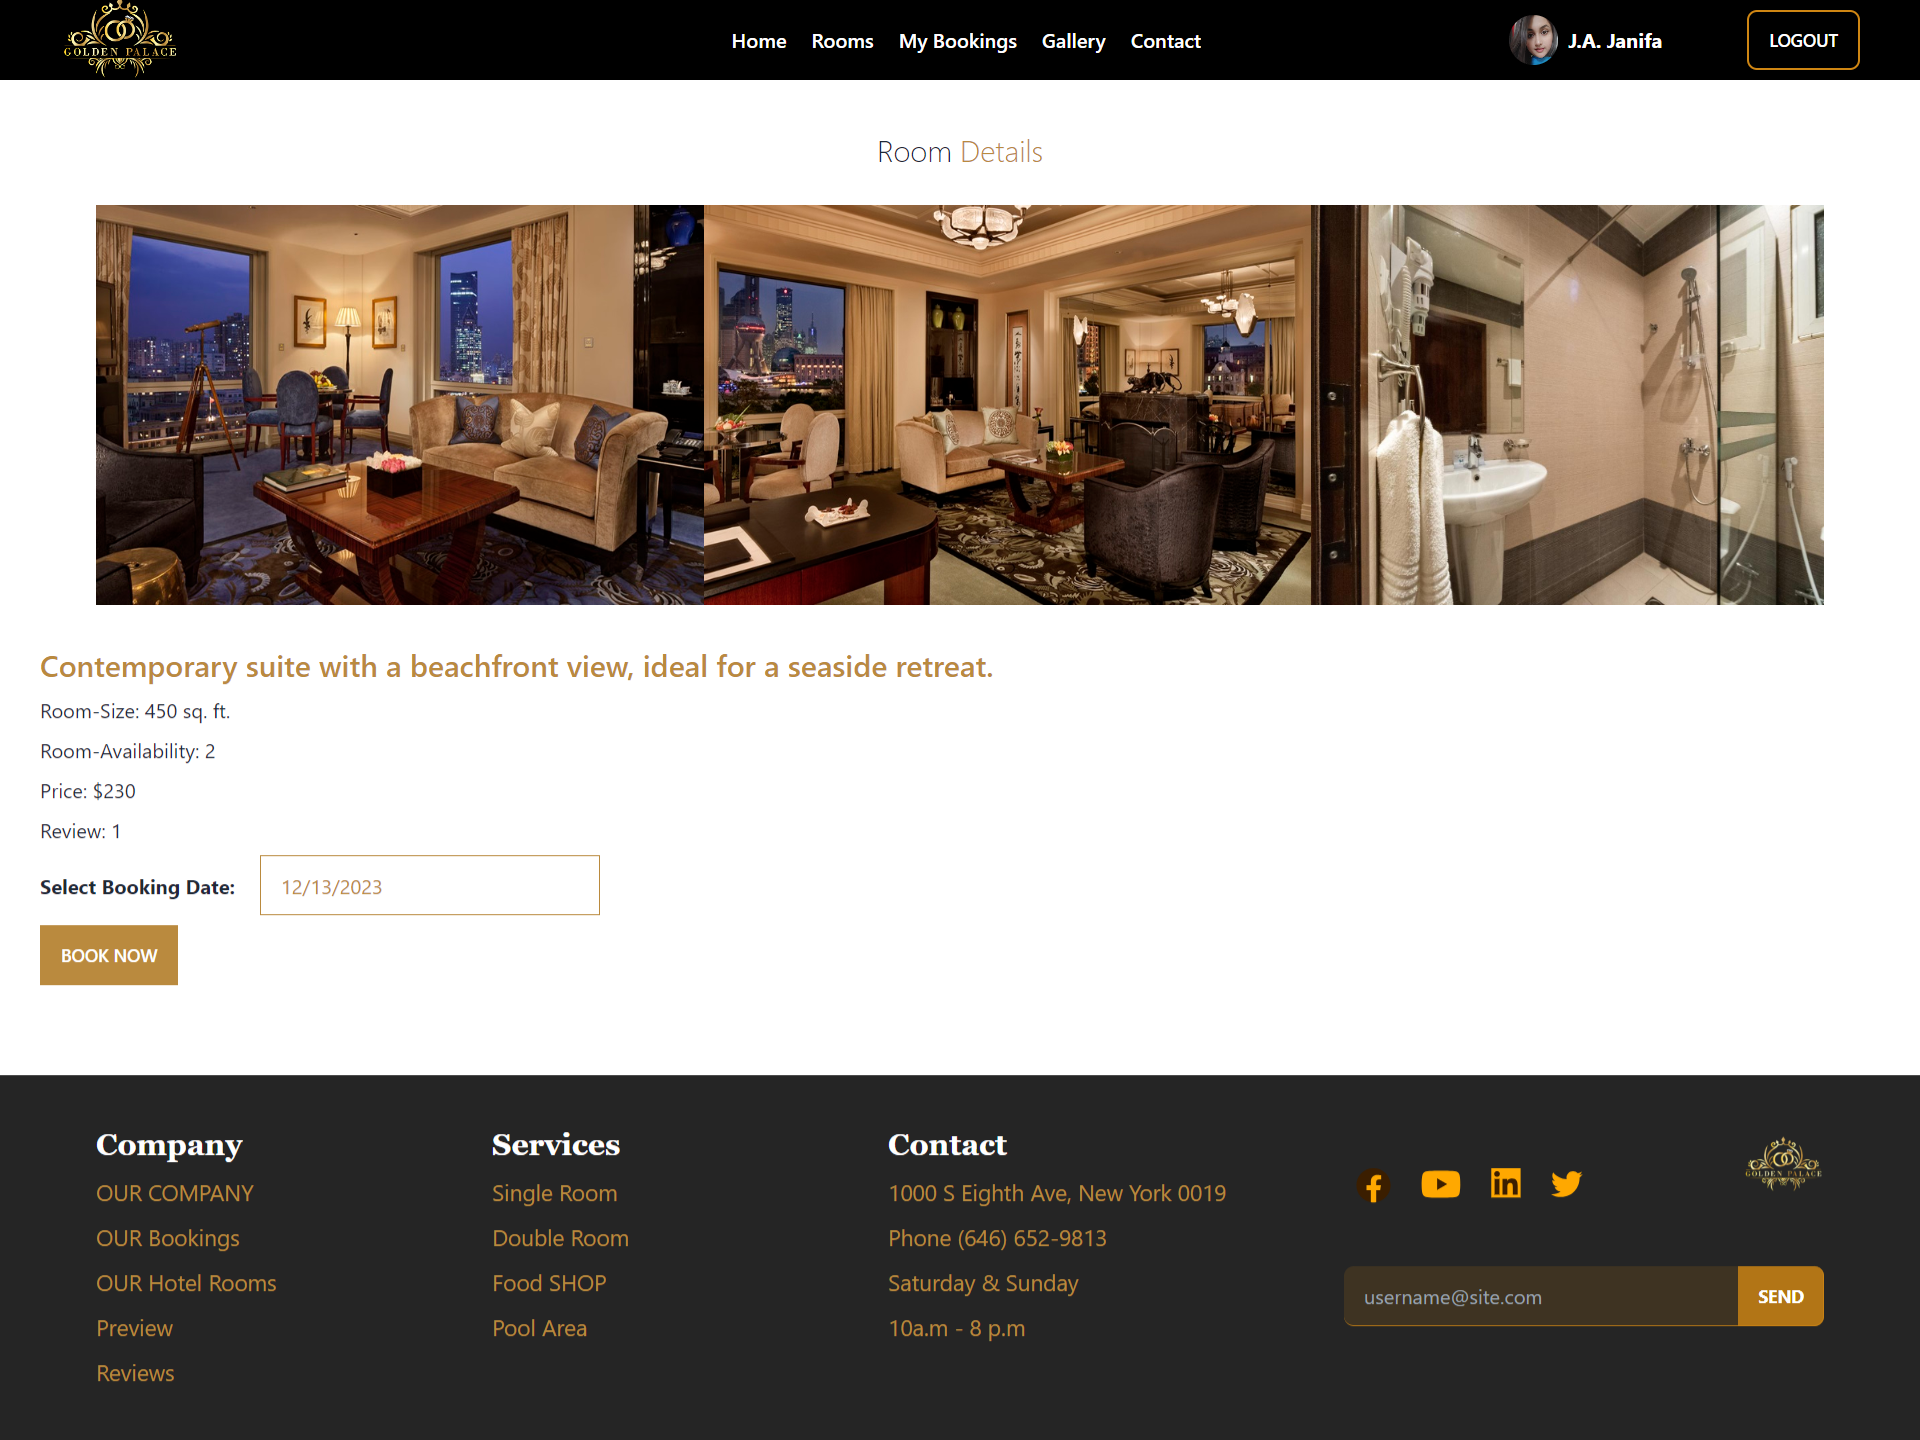 GOLDEN PALACE
Home Rooms My Bookings Gallery Contact
J.A. Janifa
LOGOUT
Room Details
Contemporary suite with a beachfront view, ideal for a seaside retreat.
Room-Size: 450 sq. ft.
Room-Availability: 2
Price: $230
Review: 1
Select Booking Date: 12/13/2023
BOOK NOW
Company
OUR COMPANY
OUR Bookings
OUR Hotel Rooms
Preview
Reviews
Services
Single Room
Double Room
Food SHOP
Pool Area
Contact
1000 S Eighth Ave, New York 0019
Phone (646) 652-9813
Saturday & Sunday
10a.m - 8 p.m
GOLDEN PALACE
username@site.com
SEND